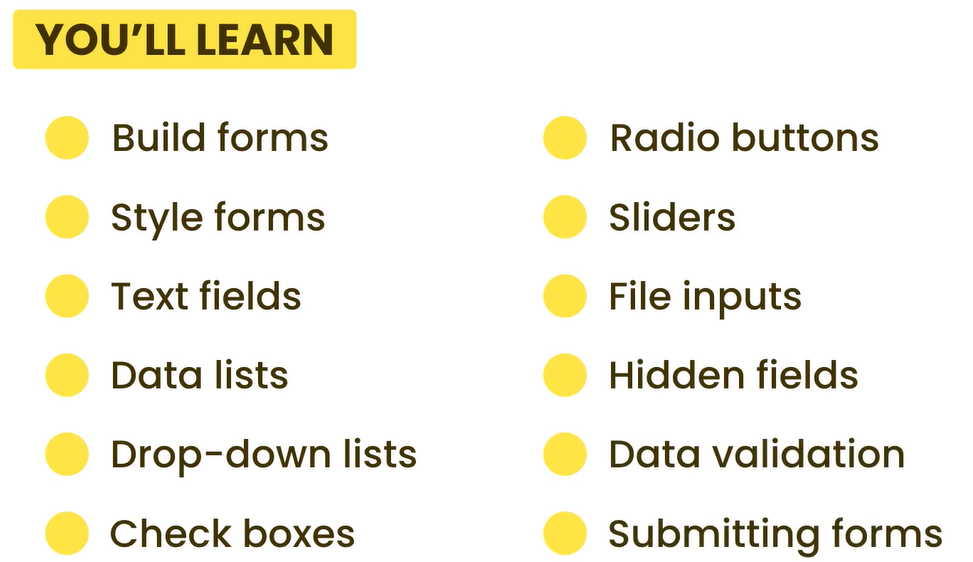 YOU’LL LEARN
Build forms
Style forms
Text fields
Data lists
Drop-down lists
Check boxes
Radio buttons
Sliders
File inputs
Hidden fields
Data validation
Submitting forms